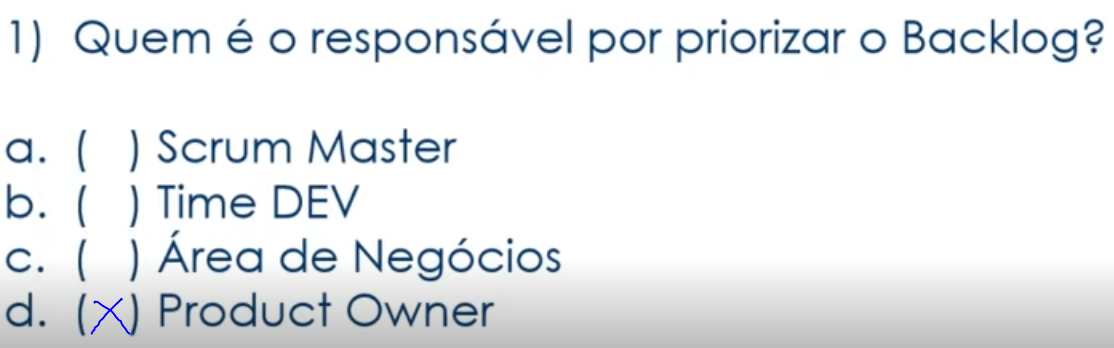 1) Quem é o responsável por priorizar o Backlog?
a. ( ) Scrum Master
b. ( ) Time DEV
c. ( ) Área de Negócios
d. (X) Product Owner